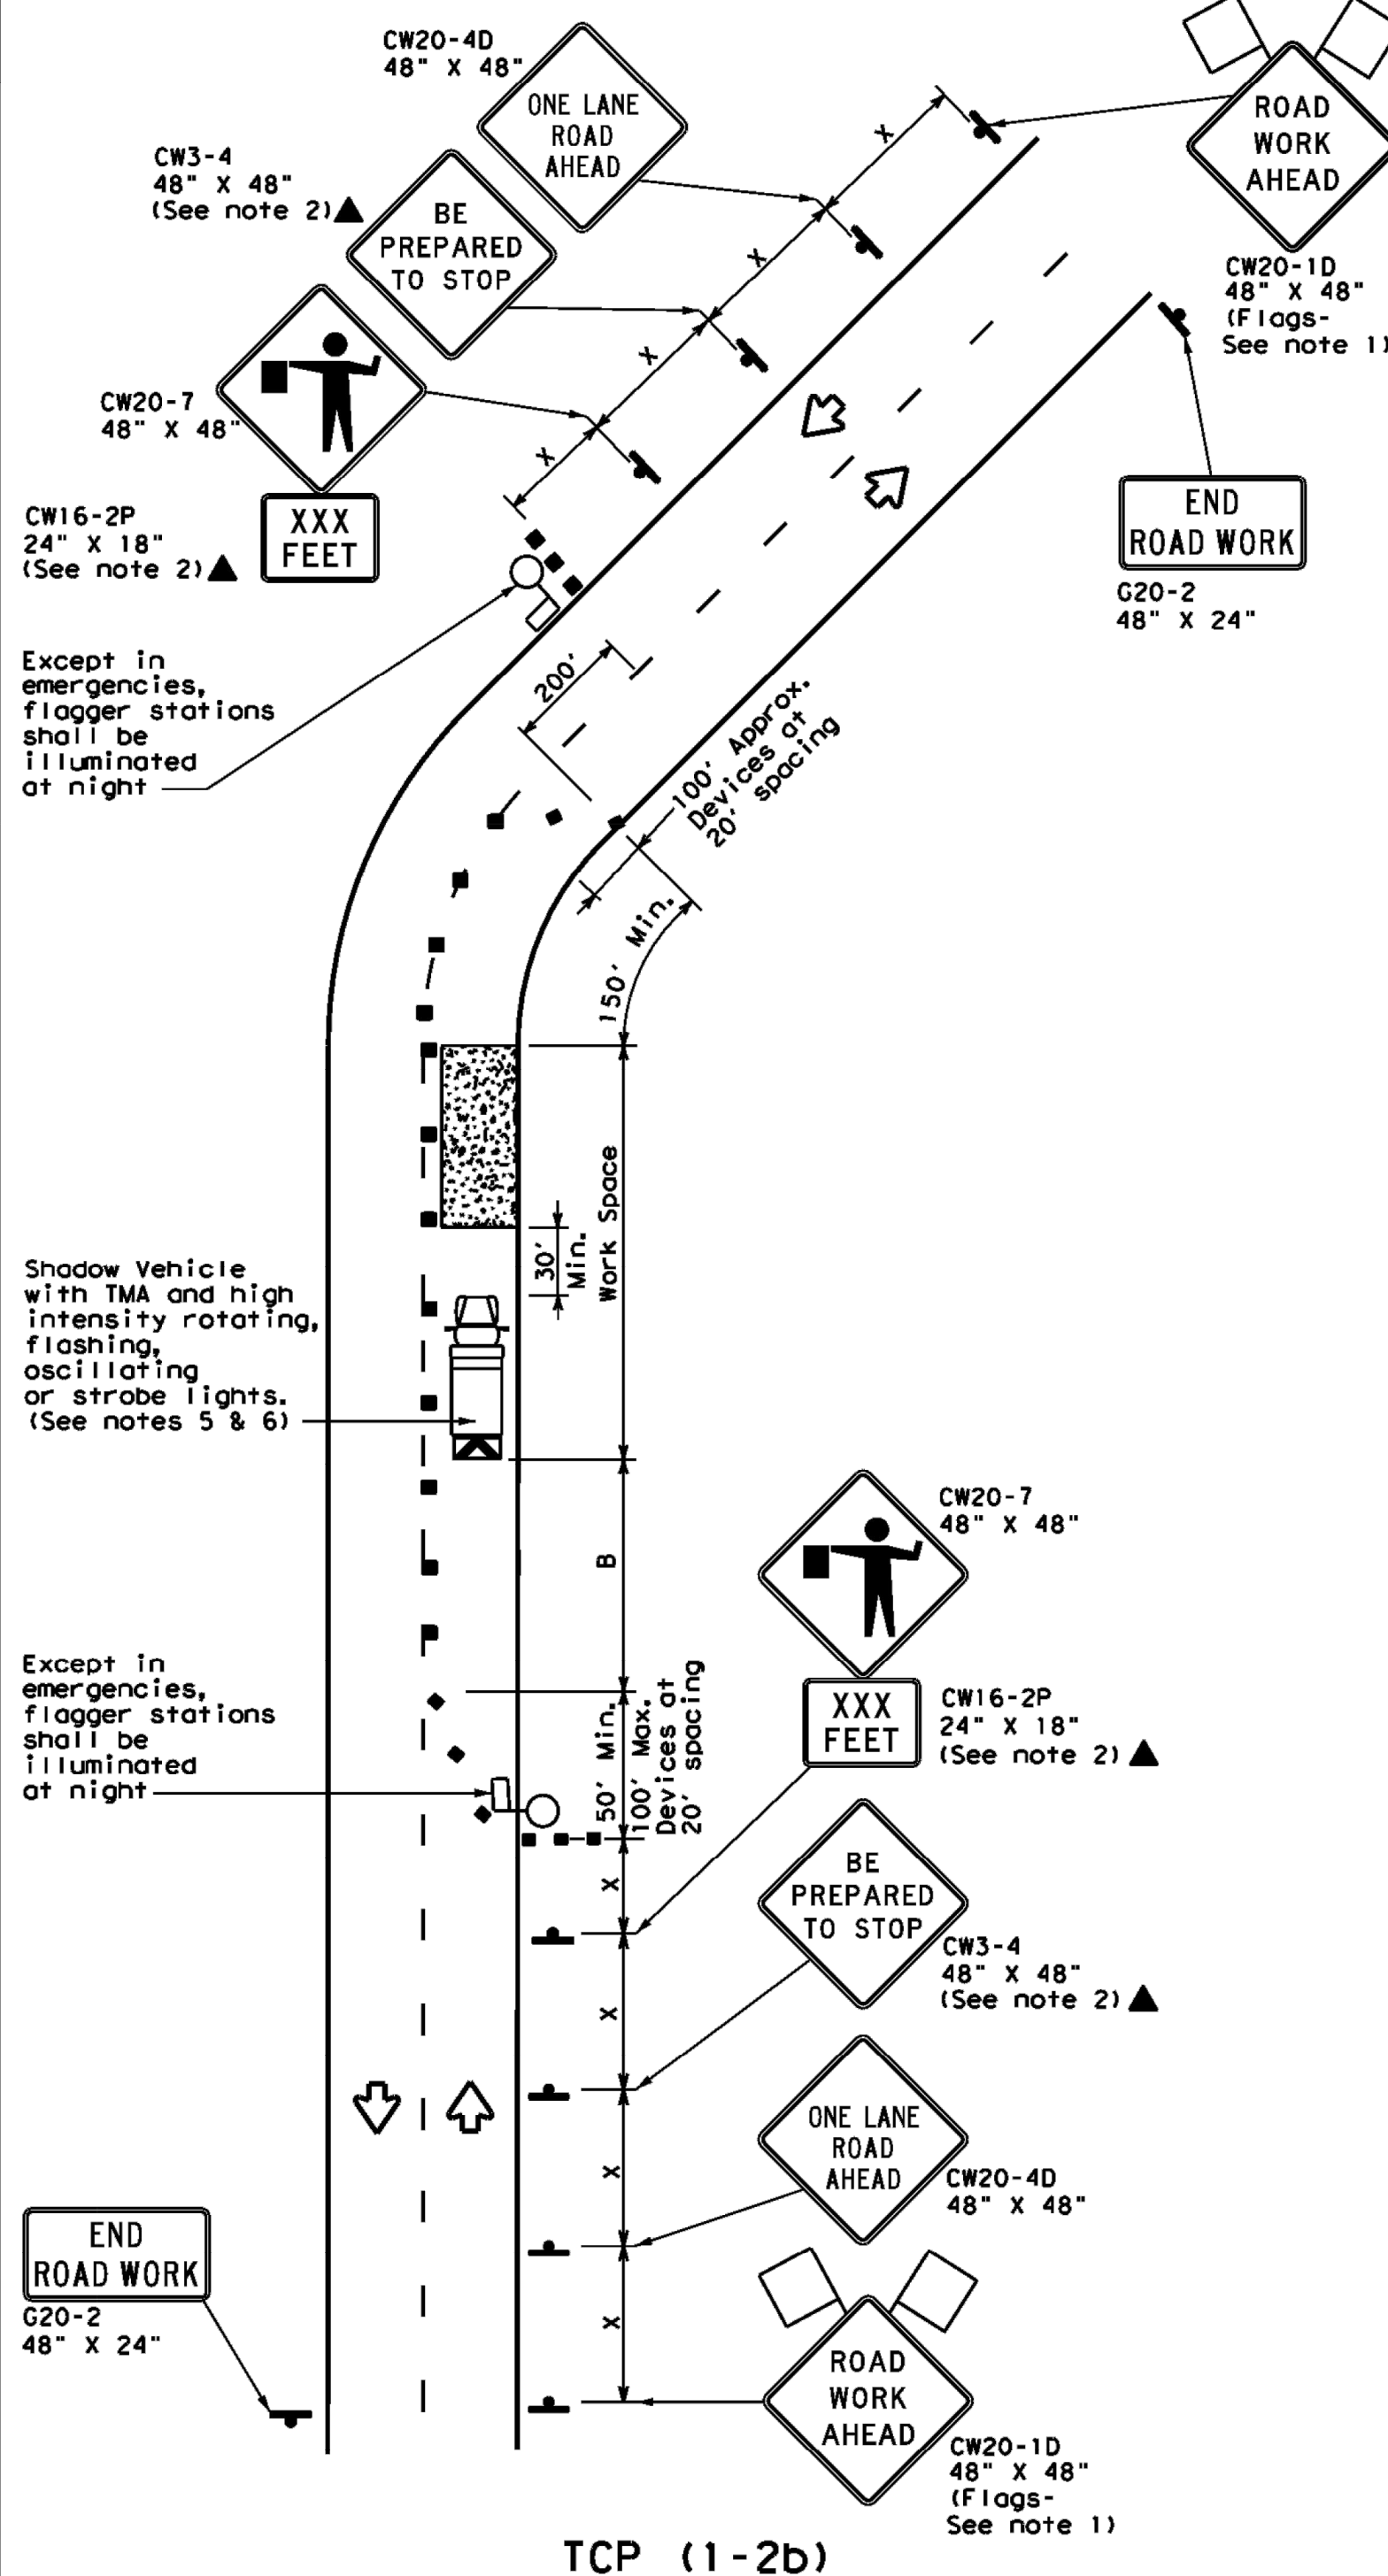 CW20-4D
48" X 48"
ONE LANE
ROAD
AHEAD
ROAD
WORK
AHEAD
CW20-1D
48" X 48"
(Flags-
See note 1)
CW3-4
48" X 48"
(See note 2)
BE
PREPARED
TO STOP
X
X
X
X
CW20-7
48" X 48"
CW16-2P
24" X 18"
(See note 2)
XXX
FEET
END
ROAD WORK
G20-2
48" X 24"
Except in
emergencies,
flagger stations
shall be
illuminated
at night
200'
100' Approx.
Devices at
20' spacing
150' Min.
Work Space
30'
Min.
Shadow Vehicle
with TMA and high
intensity rotating,
flashing,
oscillating
or strobe lights.
(See notes 5 & 6)
B
CW20-7
48" X 48"
XXX
FEET
CW16-2P
24" X 18"
(See note 2)
Except in
emergencies,
flagger stations
shall be
illuminated
at night
50' Min.
100' Max.
Devices at
20' spacing
X
BE
PREPARED
TO STOP
CW3-4
48" X 48"
(See note 2)
X
ONE LANE
ROAD
AHEAD
CW20-4D
48" X 48"
X
END
ROAD WORK
G20-2
48" X 24"
X
ROAD
WORK
AHEAD
CW20-1D
48" X 48"
(Flags-
See note 1)
TCP (1-2b)